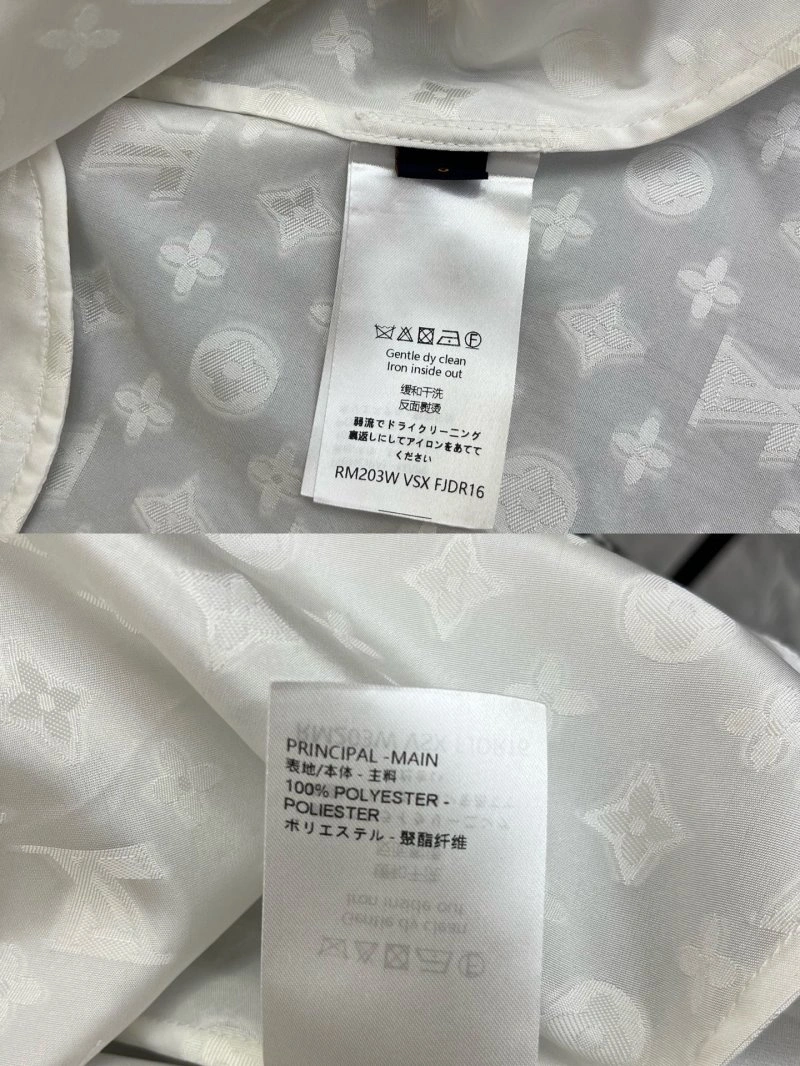 Gentle dy clean
Iron inside out
缓和干洗
反面熨烫
弱流でドライクリーニング
裏返しにしてアイロンをあてて
ください
RM203W VSX FJDR16
PRINCIPAL -MAIN
表地/本体 - 主料
100% POLYESTER -
POLIESTER
ポリエステル - 聚酯纤维